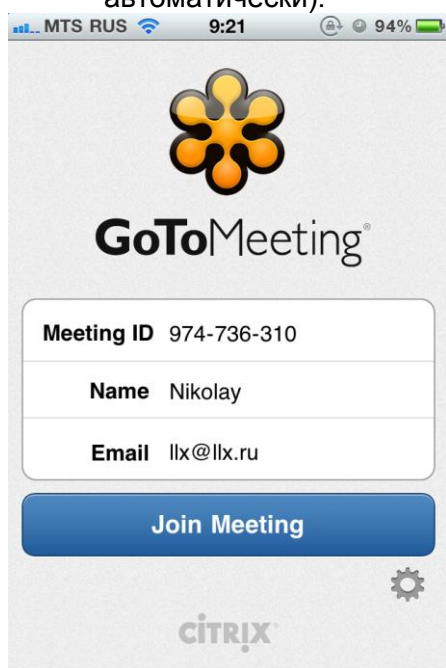 автоматически).
MTS RUS 9:21 94%
GoToMeeting®
Meeting ID 974-736-310
Name Nikolay
Email llx@llx.ru
Join Meeting
CITRIX